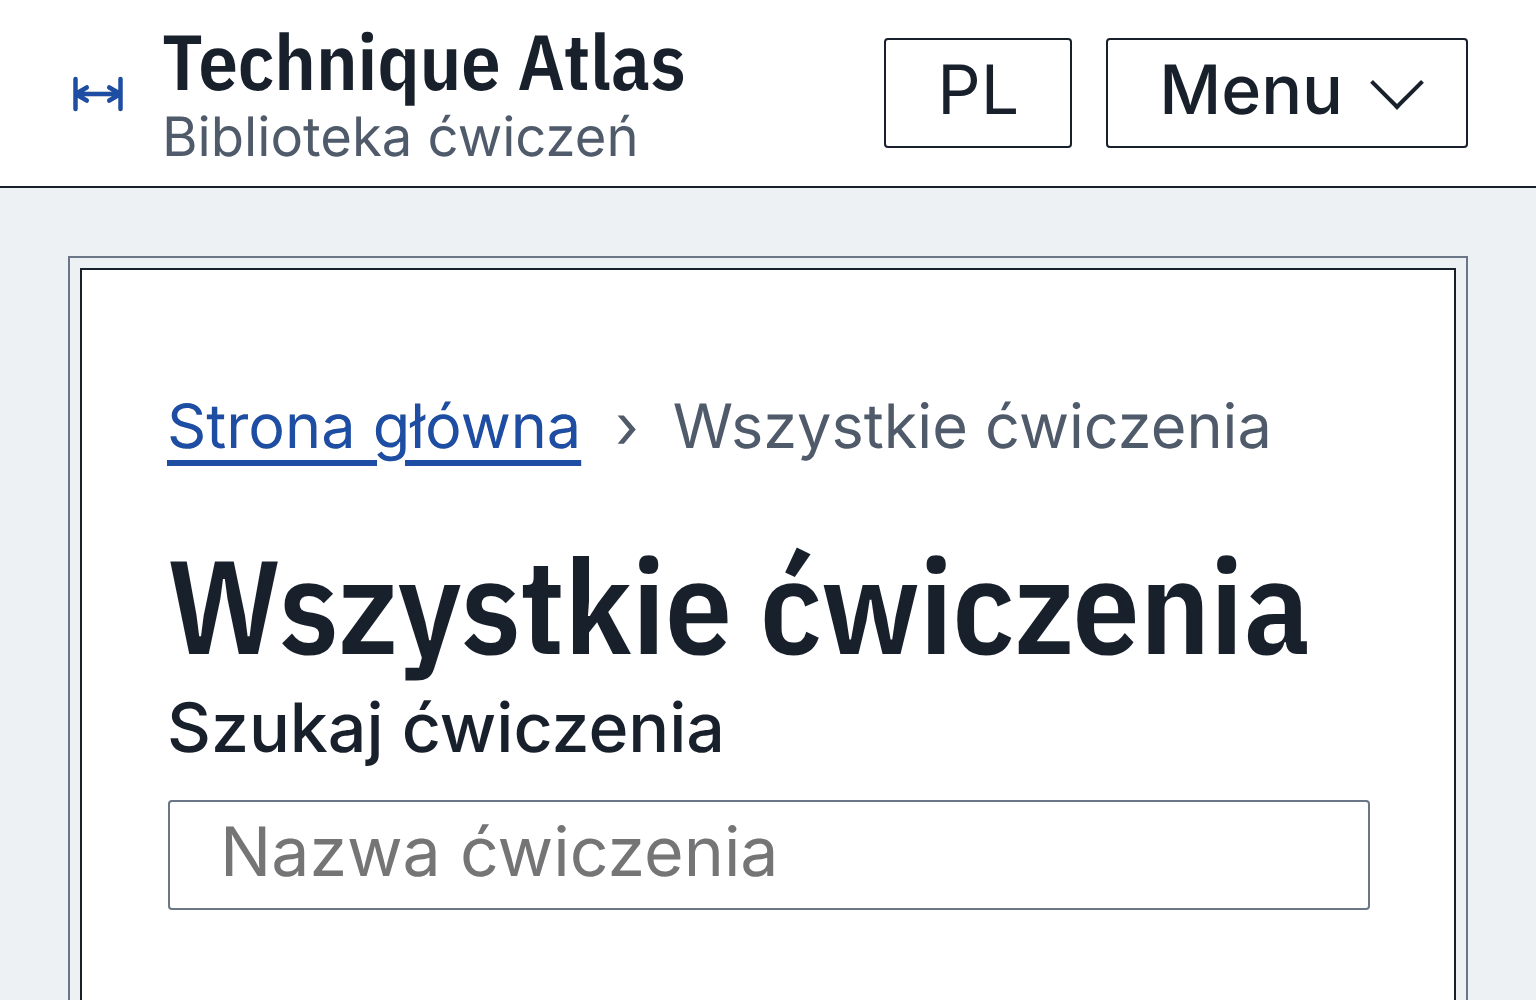 Technique Atlas
Biblioteka ćwiczeń
PL
Menu
Strona główna › Wszystkie ćwiczenia
Wszystkie ćwiczenia
Szukaj ćwiczenia
Nazwa ćwiczenia